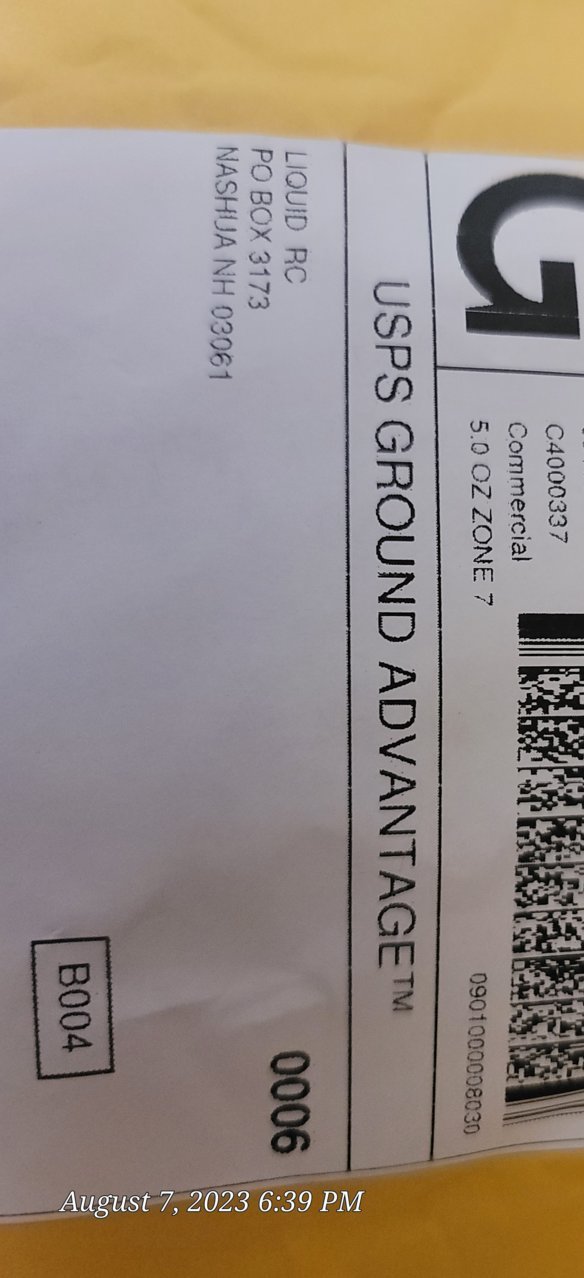 G
C4000337
Commercial
5.0 OZ ZONE 7
0901000008030
USPS GROUND ADVANTAGE™
LIQUID RC
PO BOX 3173
NASHUA NH 03061
0006
B004
August 7, 2023 6:39 PM